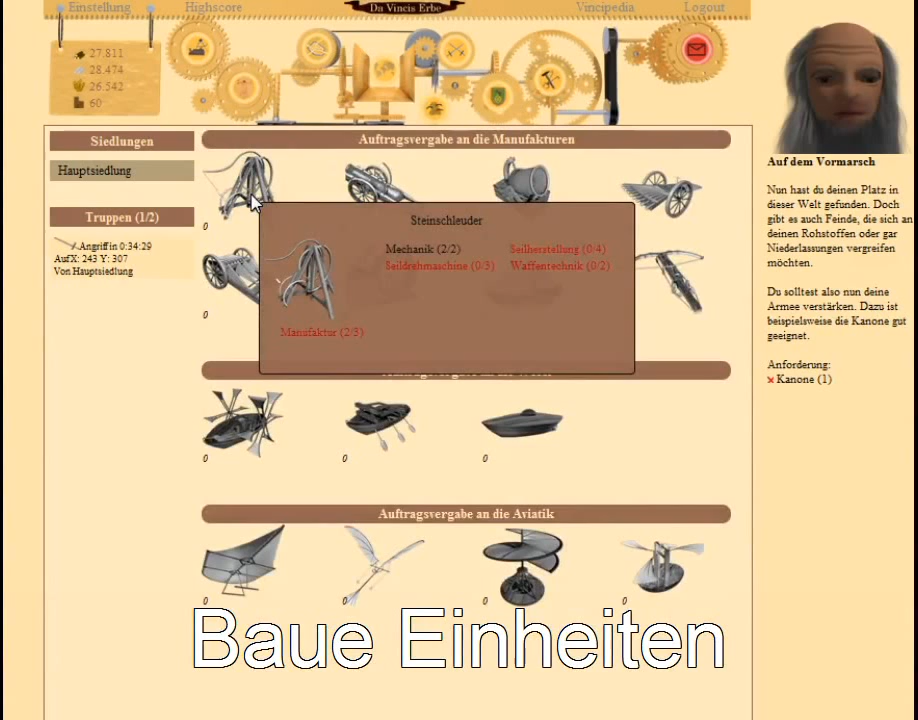 Einstellung
Highscore
Da Vincis Erbe
Vincipedia
Logout
27.811
28.474
26.542
60
Siedlungen
Hauptsiedlung
Truppen (1/2)
Angriff in 0:34:29
Auf X: 243 Y: 307
Von Hauptsiedlung
Auftragsvergabe an die Manufakturen
0
0
Steinschleuder
Mechanik (2/2)
Seilherstellung (0/4)
Seildrehmaschine (0/3)
Waffentechnik (0/2)
Manufaktur (2/3)
0
0
0
Auftragsvergabe an die Aviatik
0
0
0
0
Baue Einheiten
Auf dem Vormarsch
Nun hast du deinen Platz in
dieser Welt gefunden. Doch
gibt es auch Feinde, die sich an
deinen Rohstoffen oder gar
Niederlassungen vergreifen
möchten.
Du solltest also nun deine
Armee verstärken. Dazu ist
beispielsweise die Kanone gut
geeignet.
Anforderung:
x Kanone (1)